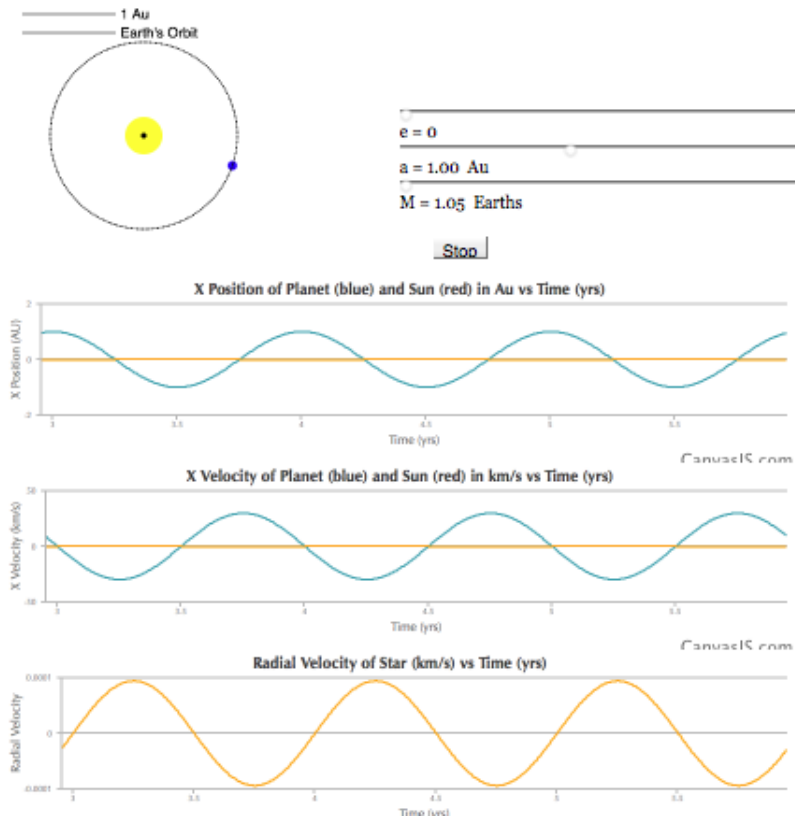 1 Au
Earth's Orbit
e = 0
a = 1.00 Au
M = 1.05 Earths
Stop
X Position of Planet (blue) and Sun (red) in Au vs Time (yrs)
X Position (AU)
2
0
-2
3
3.5
4
4.5
5
5.5
Time (yrs)
CanvasJS.com
X Velocity of Planet (blue) and Sun (red) in km/s vs Time (yrs)
X Velocity (km/s)
50
0
-50
3
3.5
4
4.5
5
5.5
Time (yrs)
CanvasJS.com
Radial Velocity of Star (km/s) vs Time (yrs)
Radial Velocity
0.0001
0
-0.0001
3
3.5
4
4.5
5
5.5
Time (yrs)